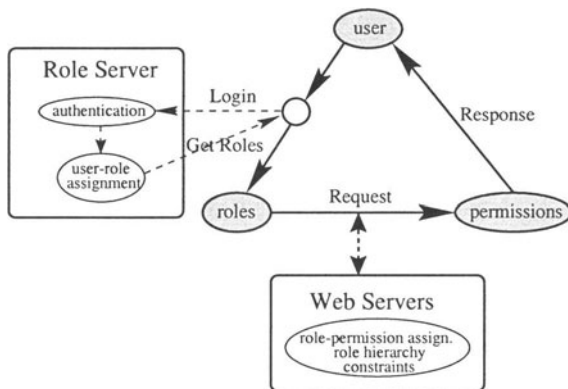 user
Role Server
Login
authentication
Response
Get Roles
user-role
assignment
Request
roles
permissions
Web Servers
role-permission assign.
role hierarchy
constraints